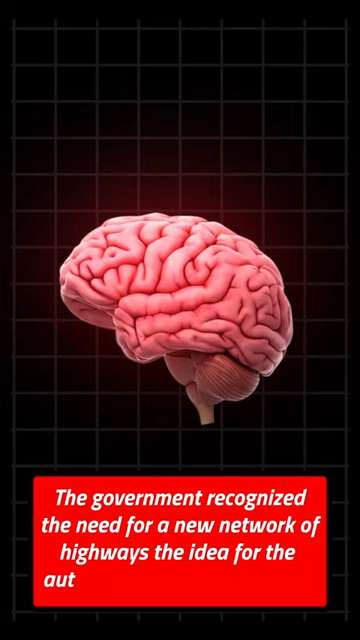 The government recognized
the need for a new network of
highways the idea for the
aut